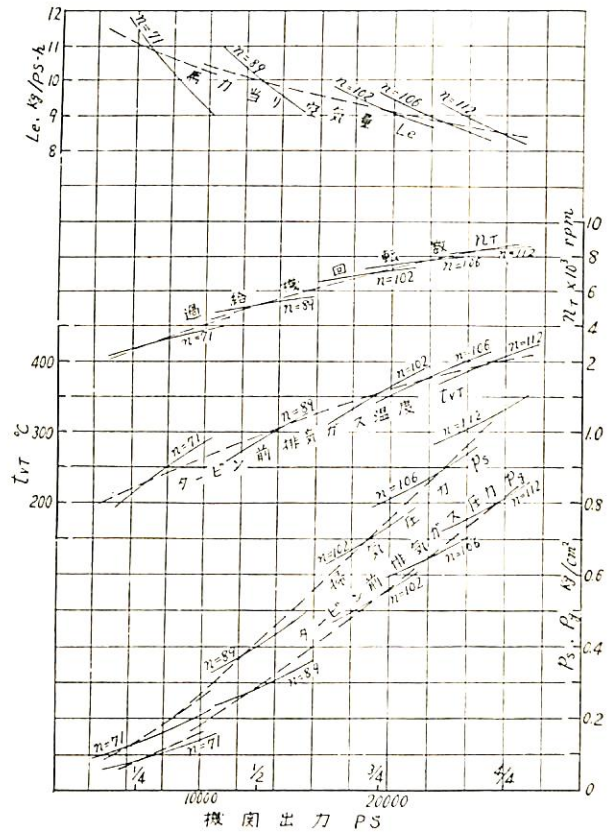 12
11
10
9
8
Le. kg/PS-h
n=71
n=89
n=102
n=106
n=112
馬力当り空気量 Le
10
8
6
4
2
nT ×10³ rpm
過給機回転数 nT
n=71
n=89
n=102
n=106
n=112
400
300
200
tVT ℃
n=71
n=89
n=102
n=106
n=112
タービン前排気ガス温度 tVT
1.0
0.8
0.6
0.4
0.2
0
Ps, Pg kg/cm²
n=112
n=106
n=102
n=89
n=71
掃気圧力 Ps
タービン前排気ガス圧力 Pg
n=112
n=106
n=102
n=89
n=71
1/4
1/2
3/4
4/4
10000
20000
機関出力 PS